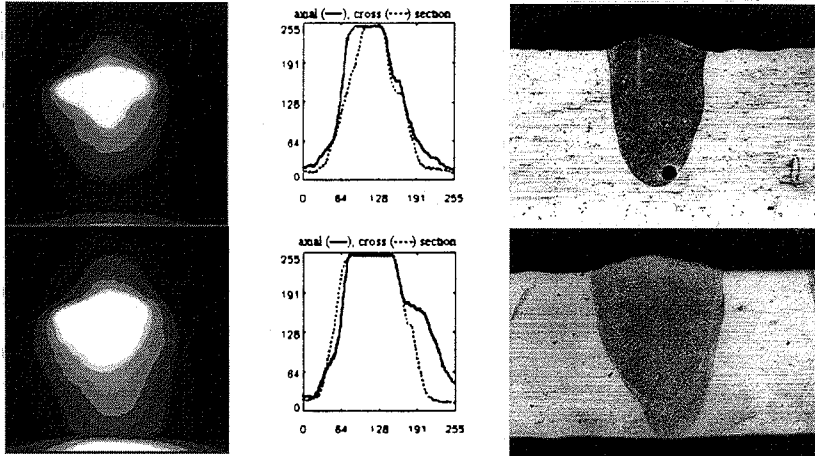 axial (—), cross (----) section
255
191
128
64
0
0 64 128 191 255
axial (—), cross (----) section
255
191
128
64
0
0 64 128 191 255